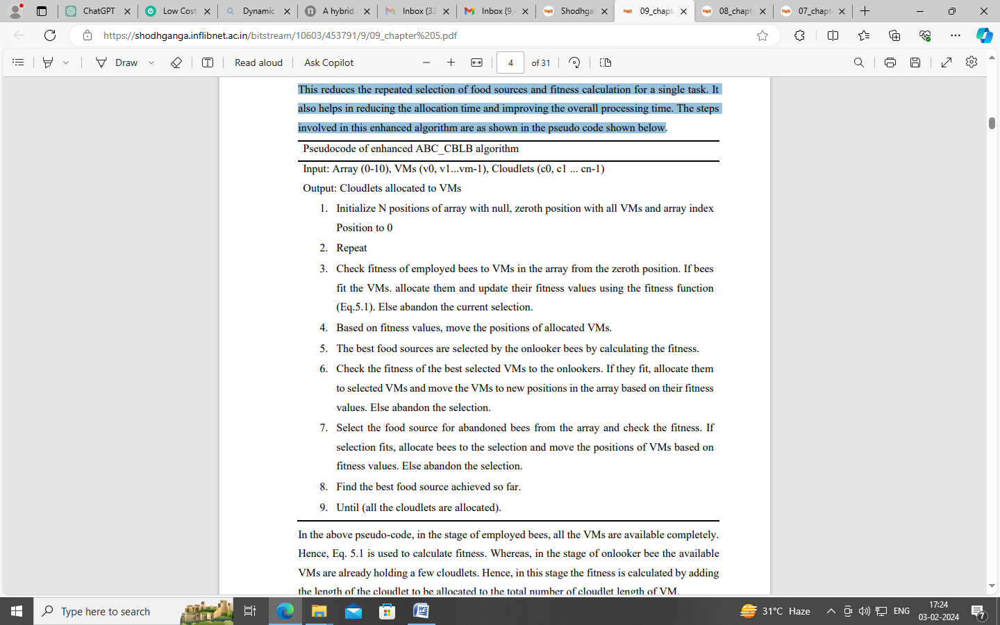 ChatGPT
Low Cost
Dynamic
A hybrid
Inbox (33
Inbox (9,
Shodhga
09_chapt
08_chapt
07_chapt
https://shodhganga.inflibnet.ac.in/bitstream/10603/453791/9/09_chapter%205.pdf
Draw
Read aloud
Ask Copilot
4
of 31
This reduces the repeated selection of food sources and fitness calculation for a single task. It
also helps in reducing the allocation time and improving the overall processing time. The steps
involved in this enhanced algorithm are as shown in the pseudo code shown below.
Pseudocode of enhanced ABC_CBLB algorithm
Input: Array (0-10), VMs (v0, v1...vm-1), Cloudlets (c0, c1 ... cn-1)
Output: Cloudlets allocated to VMs
1. Initialize N positions of array with null, zeroth position with all VMs and array index
Position to 0
2. Repeat
3. Check fitness of employed bees to VMs in the array from the zeroth position. If bees
fit the VMs. allocate them and update their fitness values using the fitness function
(Eq.5.1). Else abandon the current selection.
4. Based on fitness values, move the positions of allocated VMs.
5. The best food sources are selected by the onlooker bees by calculating the fitness.
6. Check the fitness of the best selected VMs to the onlookers. If they fit, allocate them
to selected VMs and move the VMs to new positions in the array based on their fitness
values. Else abandon the selection.
7. Select the food source for abandoned bees from the array and check the fitness. If
selection fits, allocate bees to the selection and move the positions of VMs based on
fitness values. Else abandon the selection.
8. Find the best food source achieved so far.
9. Until (all the cloudlets are allocated).
In the above pseudo-code, in the stage of employed bees, all the VMs are available completely.
Hence, Eq. 5.1 is used to calculate fitness. Whereas, in the stage of onlooker bee the available
VMs are already holding a few cloudlets. Hence, in this stage the fitness is calculated by adding
the length of the cloudlet to be allocated to the total number of cloudlet length of VM.
Type here to search
31°C Haze
ENG
17:24
03-02-2024
7